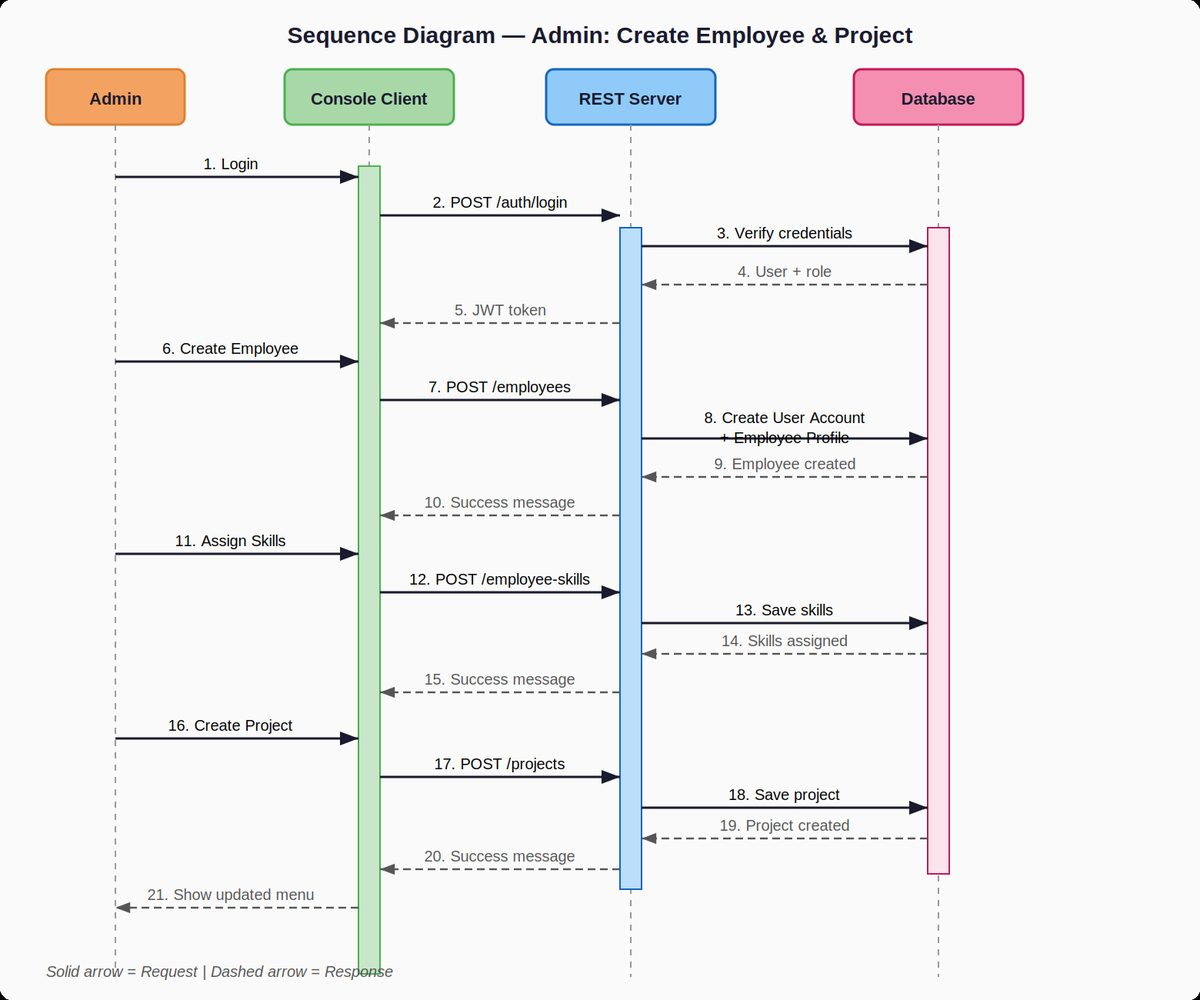 Sequence Diagram — Admin: Create Employee & Project
Admin
Console Client
REST Server
Database
1. Login
2. POST /auth/login
3. Verify credentials
4. User + role
5. JWT token
6. Create Employee
7. POST /employees
8. Create User Account
+ Employee Profile
9. Employee created
10. Success message
11. Assign Skills
12. POST /employee-skills
13. Save skills
14. Skills assigned
15. Success message
16. Create Project
17. POST /projects
18. Save project
19. Project created
20. Success message
21. Show updated menu
Solid arrow = Request | Dashed arrow = Response